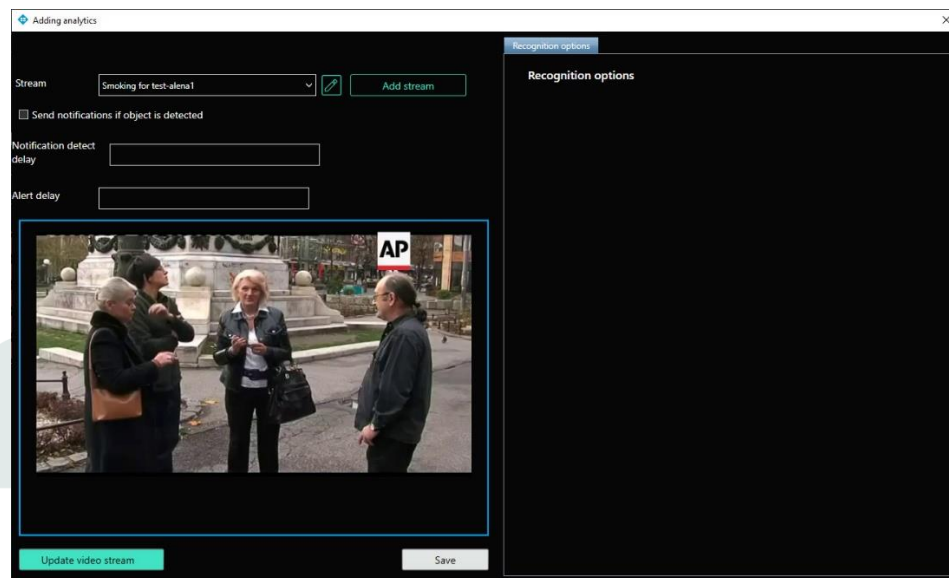 Adding analytics
Recognition options
Recognition options
Stream
Smoking for test-alena1
Add stream
Send notifications if object is detected
Notification detect
delay
Alert delay
AP
Update video stream
Save